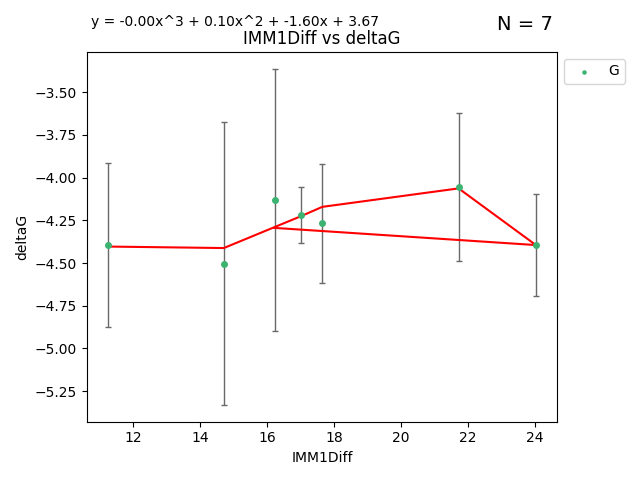 y = -0.00x^3 + 0.10x^2 + -1.60x + 3.67
N = 7
IMM1Diff vs deltaG
G
−3.50
−3.75
−4.00
−4.25
−4.50
−4.75
−5.00
−5.25
deltaG
12 14 16 18 20 22 24
IMM1Diff